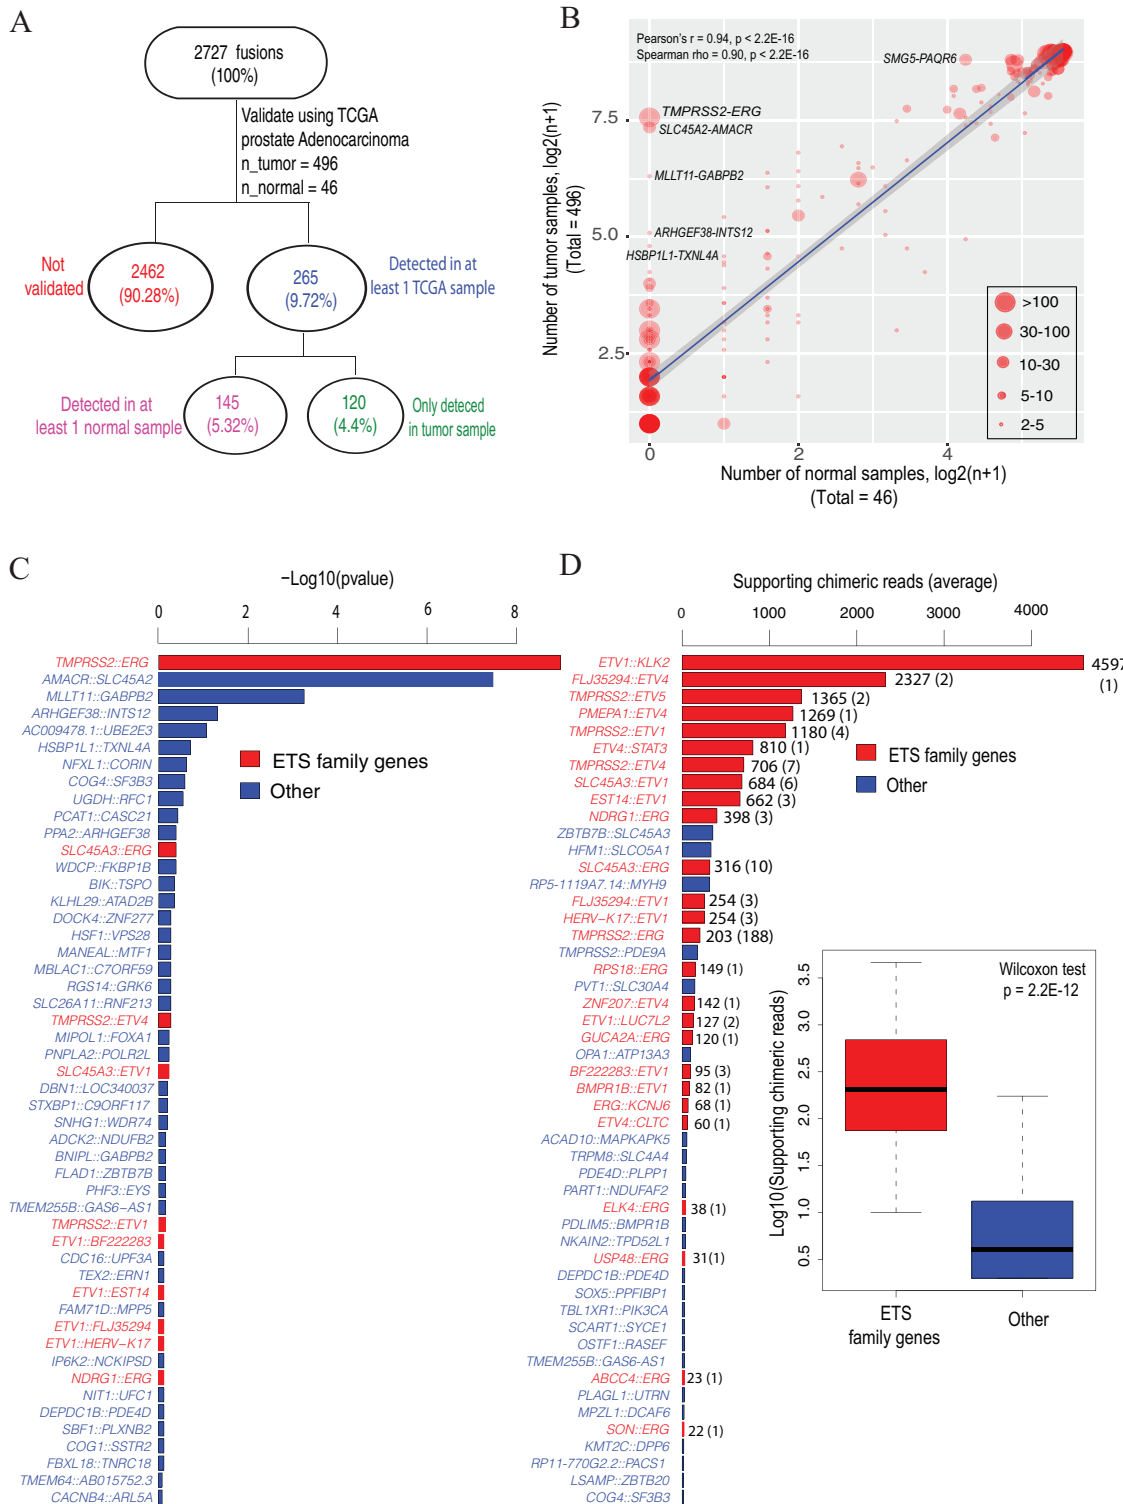 A
2727 fusions
(100%)
Validate using TCGA
prostate Adenocarcinoma
n_tumor = 496
n_normal = 46
Not
validated
2462
(90.28%)
265
(9.72%)
Detected in at
least 1 TCGA sample
Detected in at
least 1 normal sample
145
(5.32%)
120
(4.4%)
Only deteced
in tumor sample
B
Pearson's r = 0.94, p < 2.2E-16
Spearman rho = 0.90, p < 2.2E-16
SMG5-PAQR6
TMPRSS2-ERG
SLC45A2-AMACR
MLLT11-GABPB2
ARHGEF38-INTS12
HSBP1L1-TXNL4A
7.5
5.0
2.5
0
2
4
Number of tumor samples, log2(n+1)
(Total = 496)
Number of normal samples, log2(n+1)
(Total = 46)
>100
30-100
10-30
5-10
2-5
C
−Log10(pvalue)
0 2 4 6 8
TMPRSS2::ERG
AMACR::SLC45A2
MLLT11::GABPB2
ARHGEF38::INTS12
AC009478.1::UBE2E3
HSBP1L1::TXNL4A
NFXL1::CORIN
COG4::SF3B3
UGDH::RFC1
PCAT1::CASC21
PPA2::ARHGEF38
SLC45A3::ERG
WDCP::FKBP1B
BIK::TSPO
KLHL29::ATAD2B
DOCK4::ZNF277
HSF1::VPS28
MANEAL::MTF1
MBLAC1::C7ORF59
RGS14::GRK6
SLC26A11::RNF213
TMPRSS2::ETV4
MIPOL1::FOXA1
PNPLA2::POLR2L
SLC45A3::ETV1
DBN1::LOC340037
STXBP1::C9ORF117
SNHG1::WDR74
ADCK2::NDUFB2
BNIPL::GABPB2
FLAD1::ZBTB7B
PHF3::EYS
TMEM255B::GAS6−AS1
TMPRSS2::ETV1
ETV1::BF222283
CDC16::UPF3A
TEX2::ERN1
ETV1::EST14
FAM71D::MPP5
ETV1::FLJ35294
ETV1::HERV−K17
IP6K2::NCKIPSD
NDRG1::ERG
NIT1::UFC1
DEPDC1B::PDE4D
SBF1::PLXNB2
COG1::SSTR2
FBXL18::TNRC18
TMEM64::AB015752.3
CACNB4::ARL5A
ETS family genes
Other
D
Supporting chimeric reads (average)
0 1000 2000 3000 4000
ETV1::KLK2 4597 (1)
FLJ35294::ETV4 2327 (2)
TMPRSS2::ETV5 1365 (2)
PMEPA1::ETV4 1269 (1)
TMPRSS2::ETV1 1180 (4)
ETV4::STAT3 810 (1)
TMPRSS2::ETV4 706 (7)
SLC45A3::ETV1 684 (6)
EST14::ETV1 662 (3)
NDRG1::ERG 398 (3)
ZBTB7B::SLC45A3
HFM1::SLCO5A1
SLC45A3::ERG 316 (10)
RP5-1119A7.14::MYH9
FLJ35294::ETV1 254 (3)
HERV−K17::ETV1 254 (3)
TMPRSS2::ERG 203 (188)
TMPRSS2::PDE9A
RPS18::ERG 149 (1)
PVT1::SLC30A4
ZNF207::ETV4 142 (1)
ETV1::LUC7L2 127 (2)
GUCA2A::ERG 120 (1)
OPA1::ATP13A3
BF222283::ETV1 95 (3)
BMPR1B::ETV1 82 (1)
ERG::KCNJ6 68 (1)
ETV4::CLTC 60 (1)
ACAD10::MAPKAPK5
TRPM8::SLC4A4
PDE4D::PLPP1
PART1::NDUFAF2
ELK4::ERG 38 (1)
PDLIM5::BMPR1B
NKAIN2::TPD52L1
USP48::ERG 31(1)
DEPDC1B::PDE4D
SOX5::PPFIBP1
TBL1XR1::PIK3CA
SCART1::SYCE1
OSTF1::RASEF
TMEM255B::GAS6-AS1
ABCC4::ERG 23 (1)
PLAGL1::UTRN
MPZL1::DCAF6
SON::ERG 22 (1)
KMT2C::DPP6
RP11-770G2.2::PACS1
LSAMP::ZBTB20
COG4::SF3B3
ETS family genes
Other
Wilcoxon test
p = 2.2E-12
Log10(Supporting chimeric reads)
3.5
3.0
2.5
2.0
1.5
1.0
0.5
ETS
family genes
Other